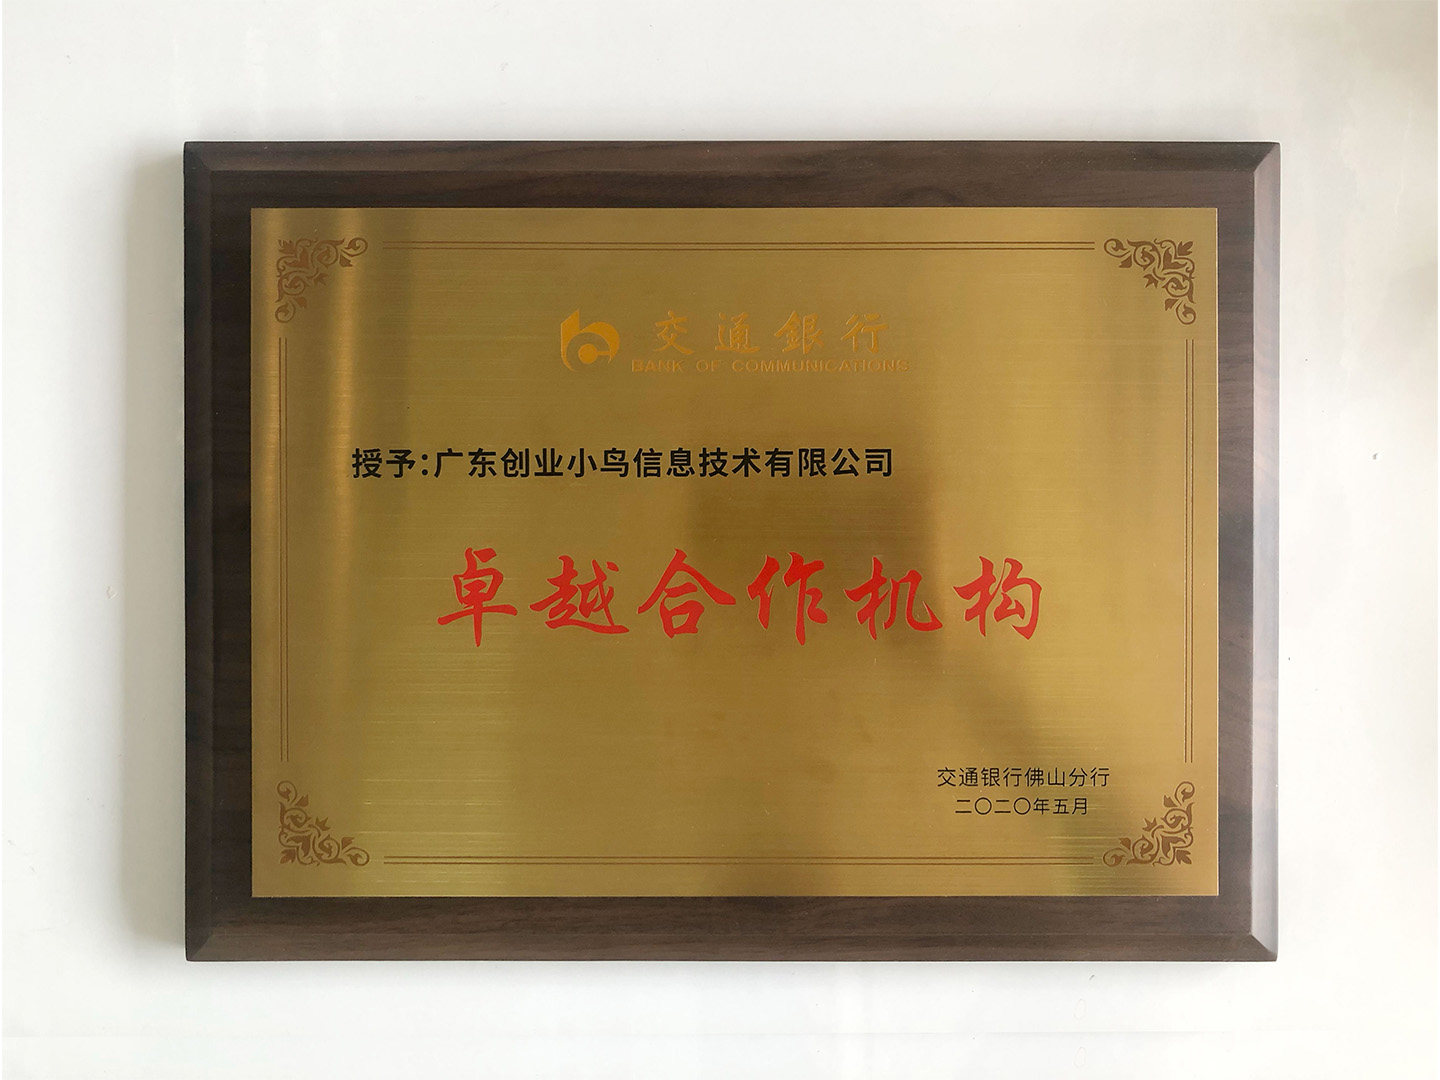 交通銀行
BANK OF COMMUNICATIONS
授予:广东创业小鸟信息技术有限公司
卓越合作机构
交通银行佛山分行
二〇二〇年五月